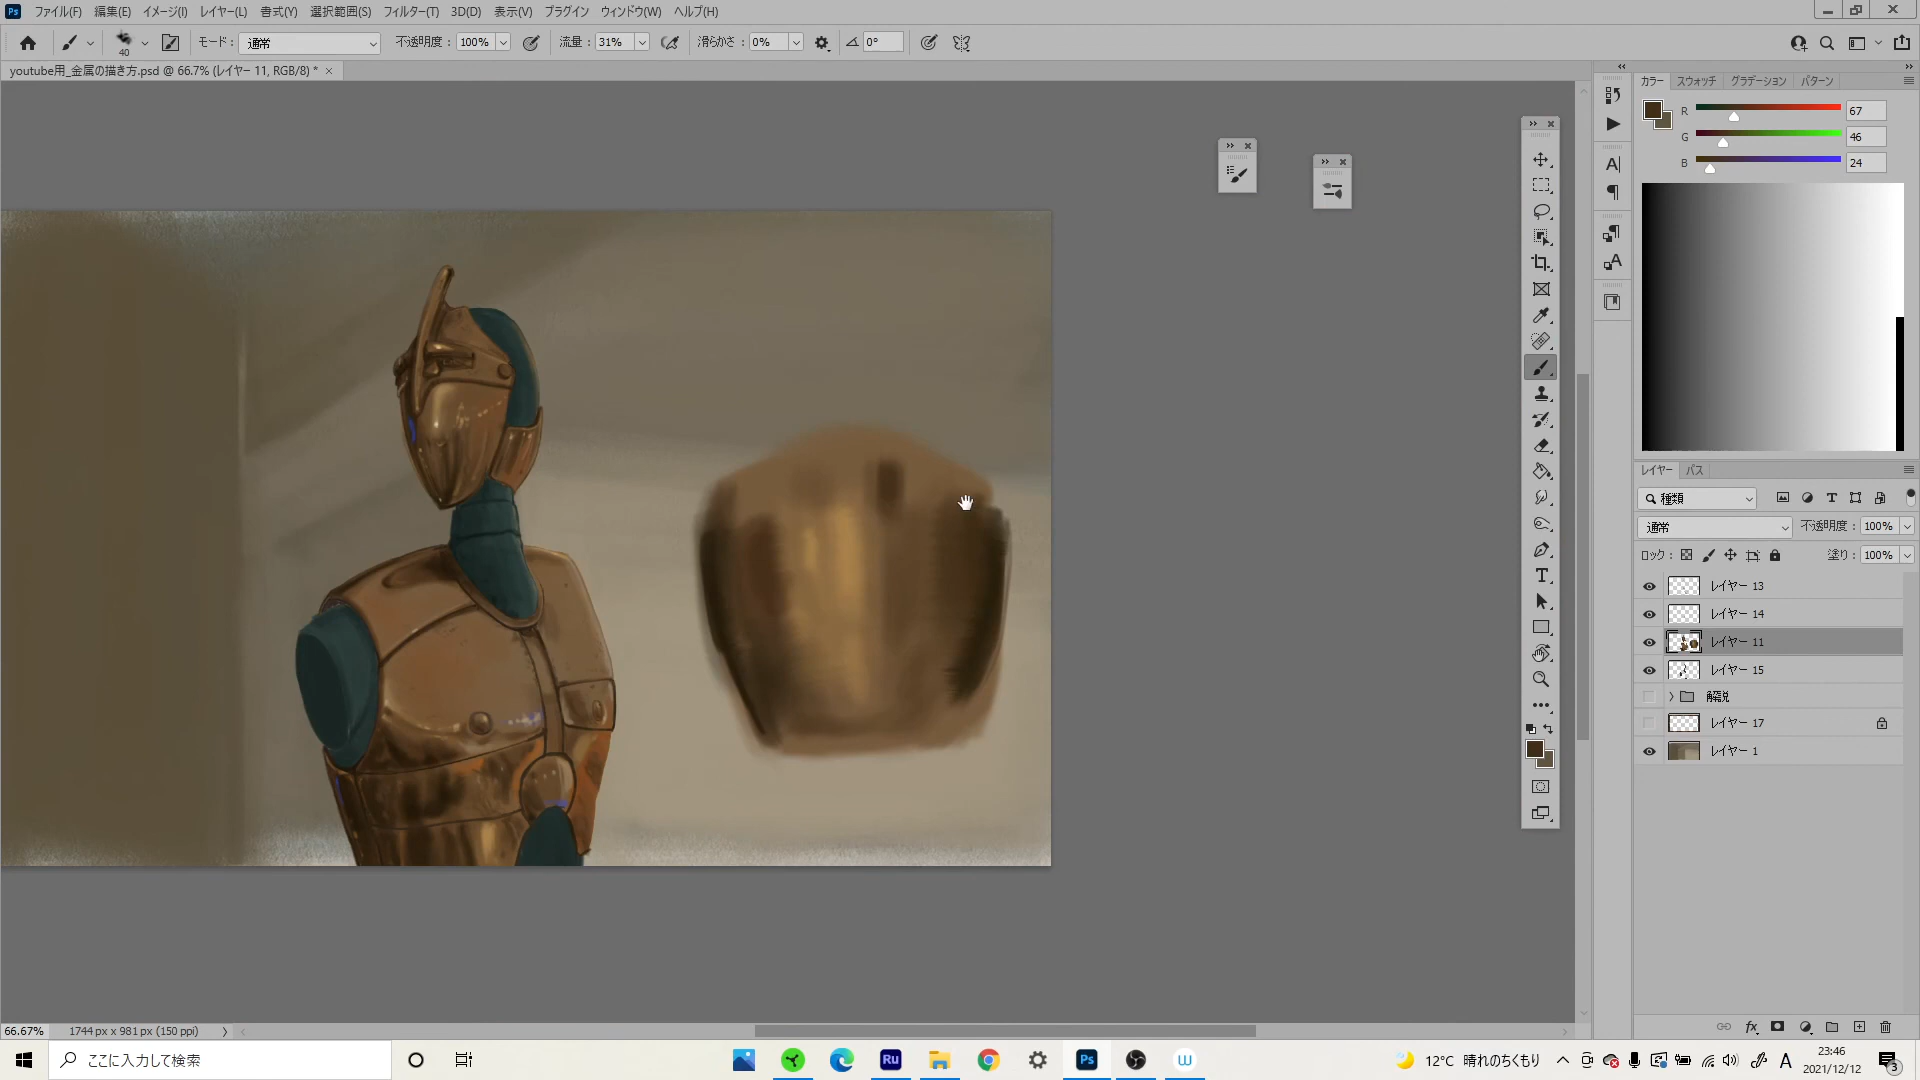 Ps ファイル(F) 編集(E) イメージ(I) レイヤー(L) 書式(Y) 選択範囲(S) フィルター(T) 3D(D) 表示(V) プラグイン ウィンドウ(W) ヘルプ(H)
40 モード : 通常 不透明度 : 100% 流量 : 31% 滑らかさ : 0% 0°
youtube用_金属の描き方.psd @ 66.7% (レイヤー 11, RGB/8) * ×
カラー スウォッチ グラデーション パターン
R 67
G 46
B 24
レイヤー パス
種類
通常 不透明度 : 100%
ロック : 塗り : 100%
レイヤー 13
レイヤー 14
レイヤー 11
レイヤー 15
解説
レイヤー 17
レイヤー 1
fx
66.67% 1744 px x 981 px (150 ppi)
ここに入力して検索
Ru Ps
12°C 晴れのちくもり
A
23:46
2021/12/12
3